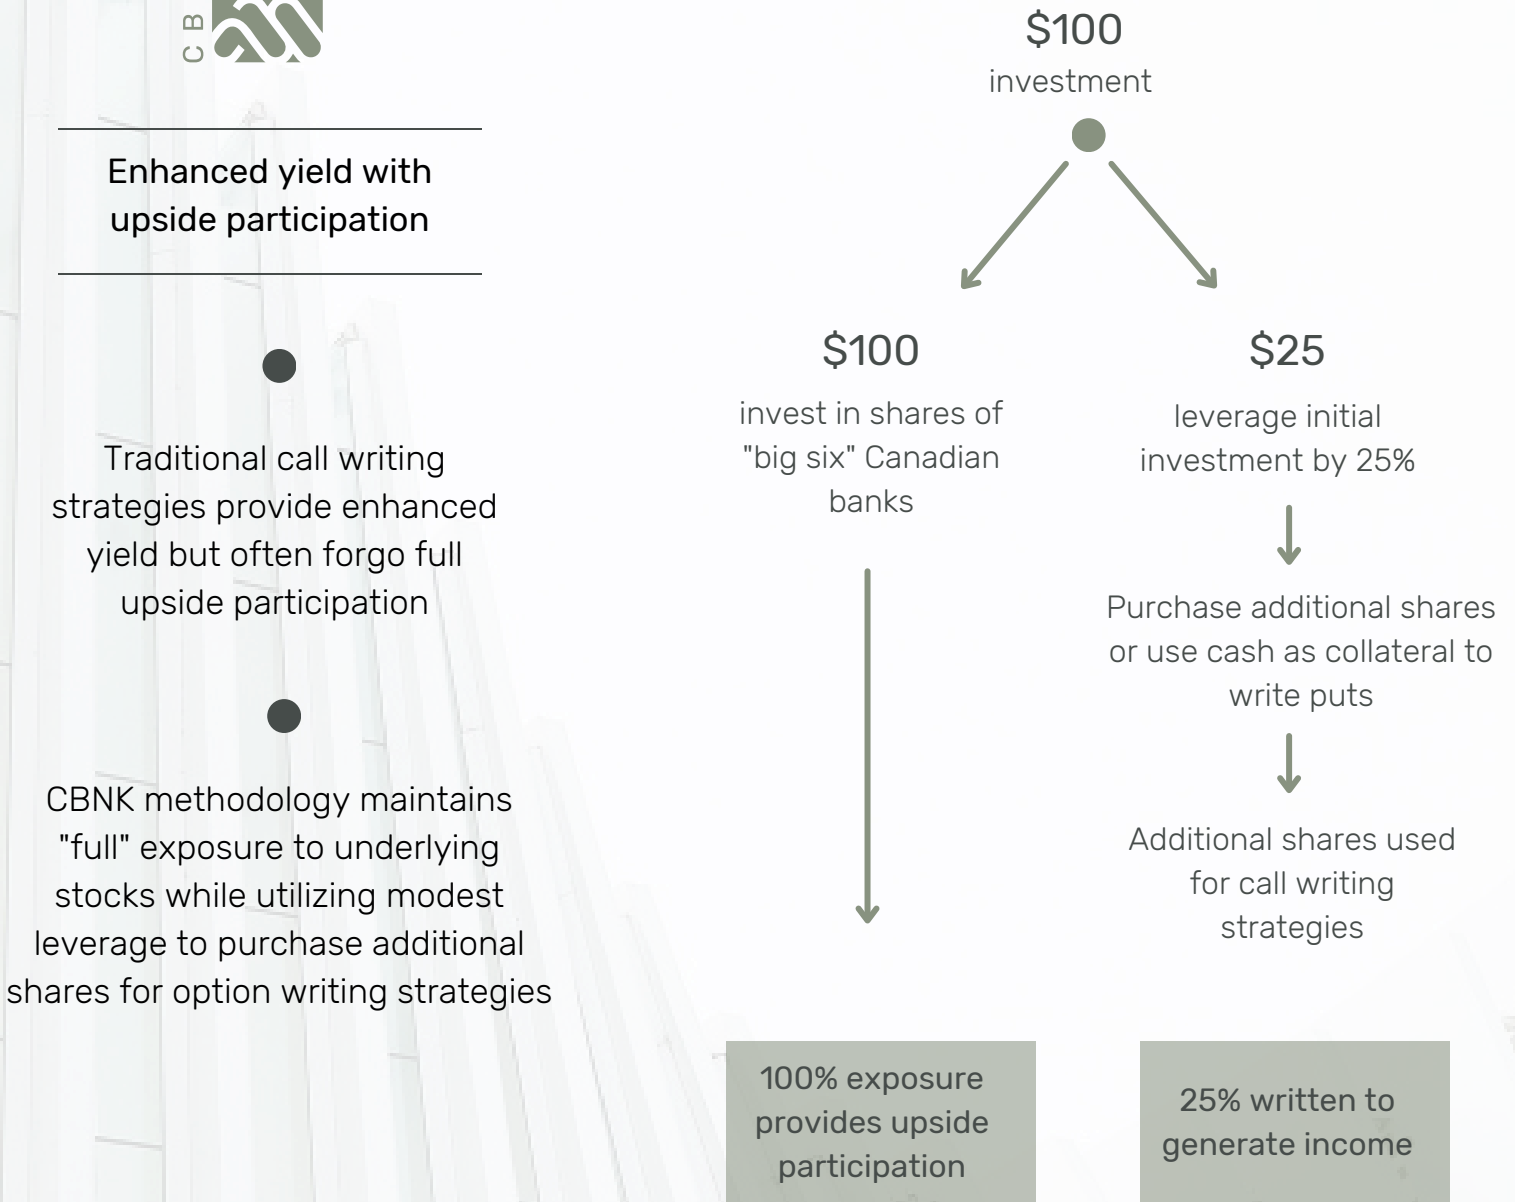 C B
Enhanced yield with
upside participation
Traditional call writing
strategies provide enhanced
yield but often forgo full
upside participation
CBNK methodology maintains
"full" exposure to underlying
stocks while utilizing modest
leverage to purchase additional
shares for option writing strategies
$100
investment
$100
invest in shares of
"big six" Canadian
banks
100% exposure
provides upside
participation
$25
leverage initial
investment by 25%
Purchase additional shares
or use cash as collateral to
write puts
Additional shares used
for call writing
strategies
25% written to
generate income